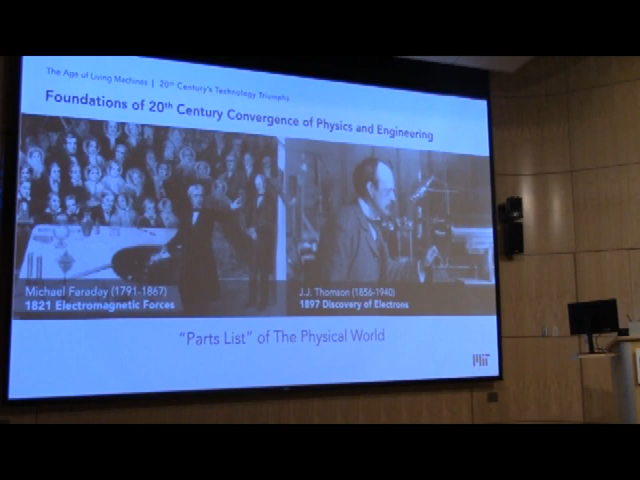 The Age of Living Machines | 20th Century's Technology Triumphs
Foundations of 20th Century Convergence of Physics and Engineering
Michael Faraday (1791-1867)
1821 Electromagnetic Forces
J.J. Thomson (1856-1940)
1897 Discovery of Electrons
"Parts List" of The Physical World
MIT